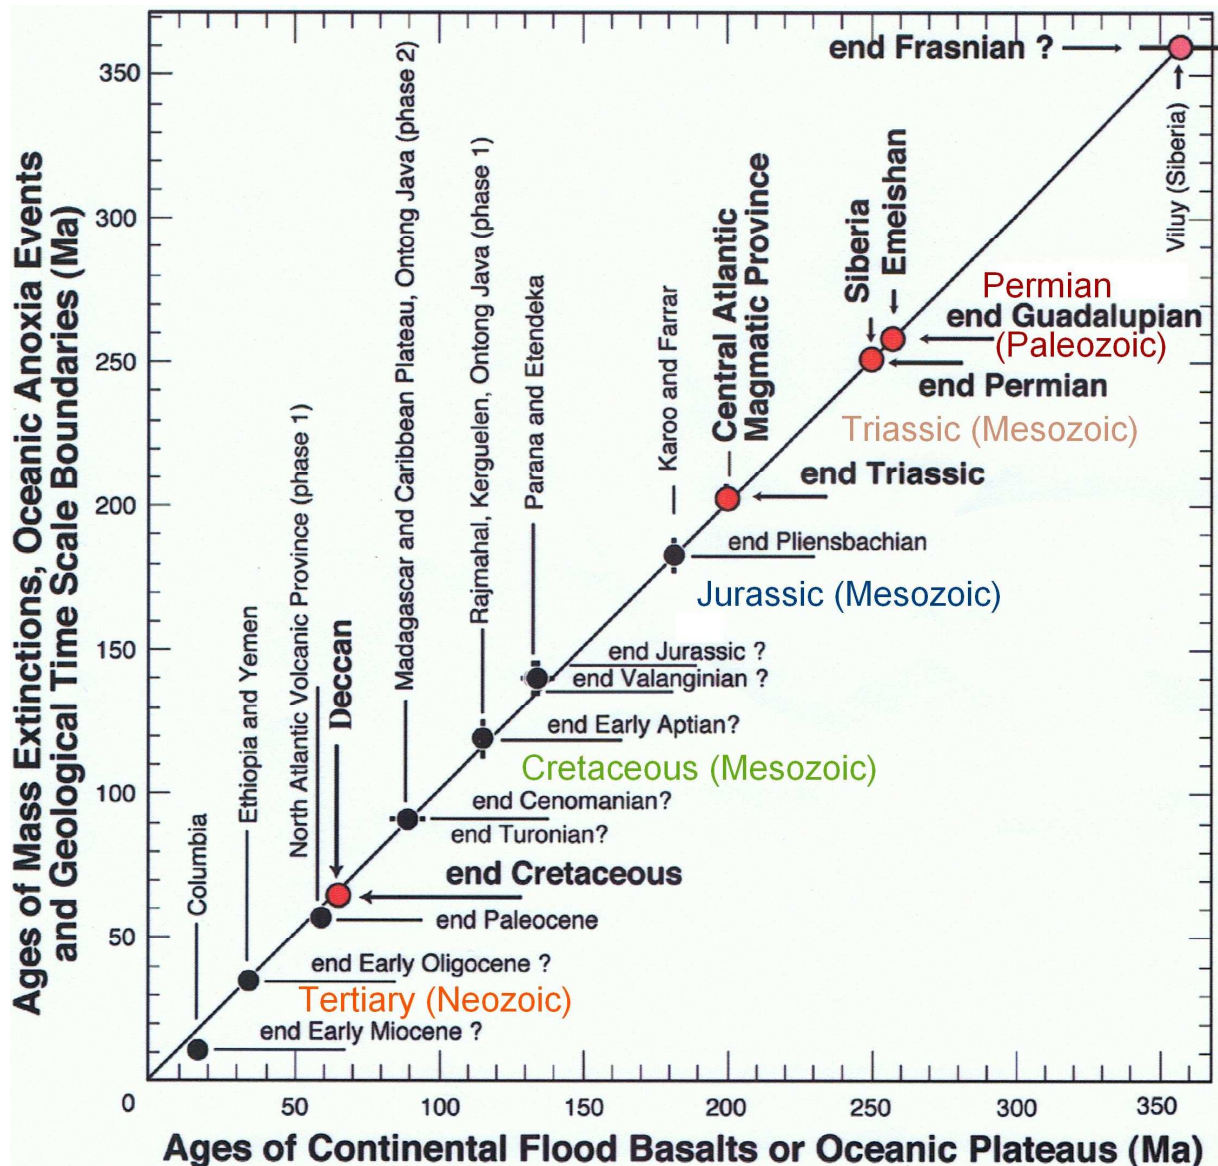 Ages of Mass Extinctions, Oceanic Anoxia Events
and Geological Time Scale Boundaries (Ma)
350
300
250
200
150
100
50
0
50
100
150
200
250
300
350
Ages of Continental Flood Basalts or Oceanic Plateaus (Ma)
Columbia
Ethiopia and Yemen
North Atlantic Volcanic Province (phase 1)
Deccan
Madagascar and Caribbean Plateau, Ontong Java (phase 2)
Rajmahal, Kerguelen, Ontong Java (phase 1)
Parana and Etendeka
Karoo and Farrar
Central Atlantic
Magmatic Province
Siberia
Emeishan
Viluy (Siberia)
end Frasnian ?
Permian
end Guadalupian
(Paleozoic)
end Permian
Triassic (Mesozoic)
end Triassic
end Pliensbachian
Jurassic (Mesozoic)
end Jurassic ?
end Valanginian ?
end Early Aptian?
Cretaceous (Mesozoic)
end Cenomanian?
end Turonian?
end Cretaceous
end Paleocene
end Early Oligocene ?
Tertiary (Neozoic)
end Early Miocene ?